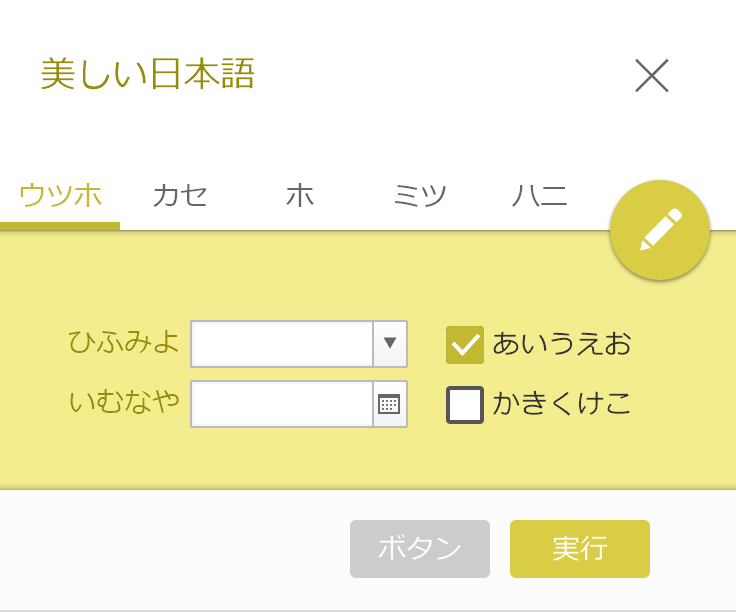 美しい日本語
ウツホ カセ ホ ミツ ハニ
ひふみよ あいうえお
いむなや かきくけこ
ボタン 実行